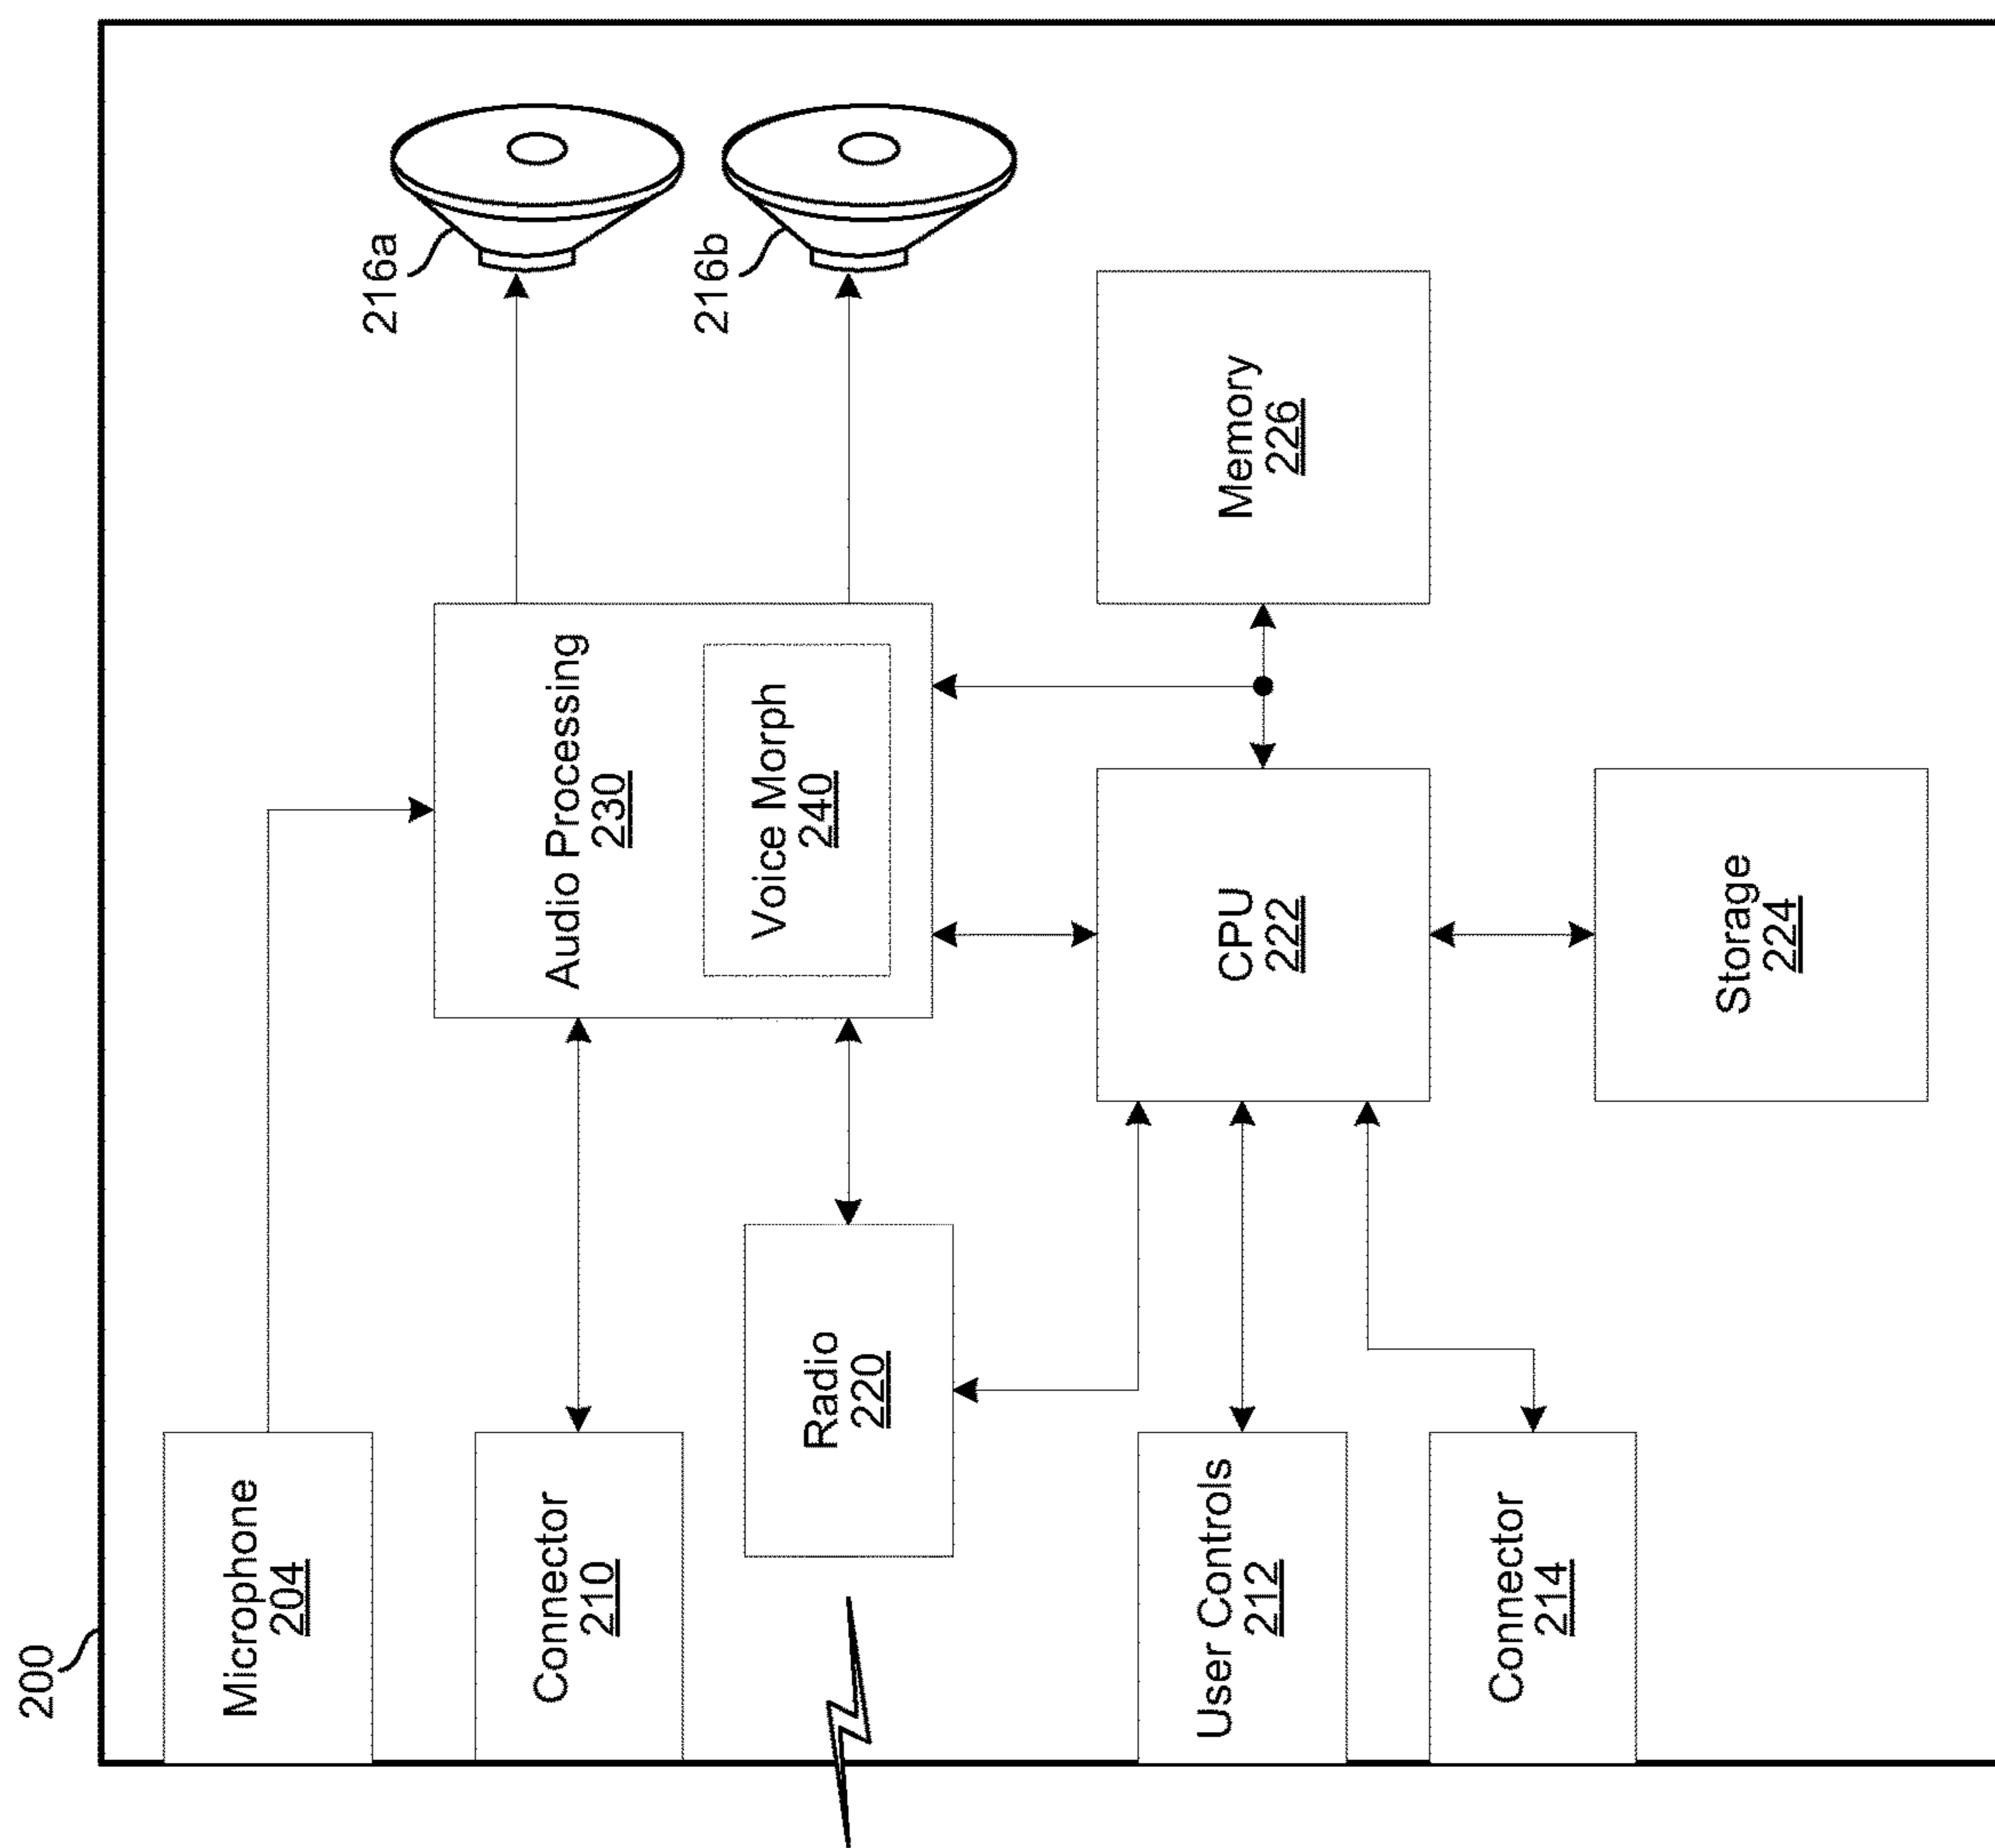 200
Microphone
204
Connector
210
Radio
220
User Controls
212
Connector
214
Audio Processing
230
Voice Morph
240
CPU
222
Storage
224
Memory
226
216a
216b